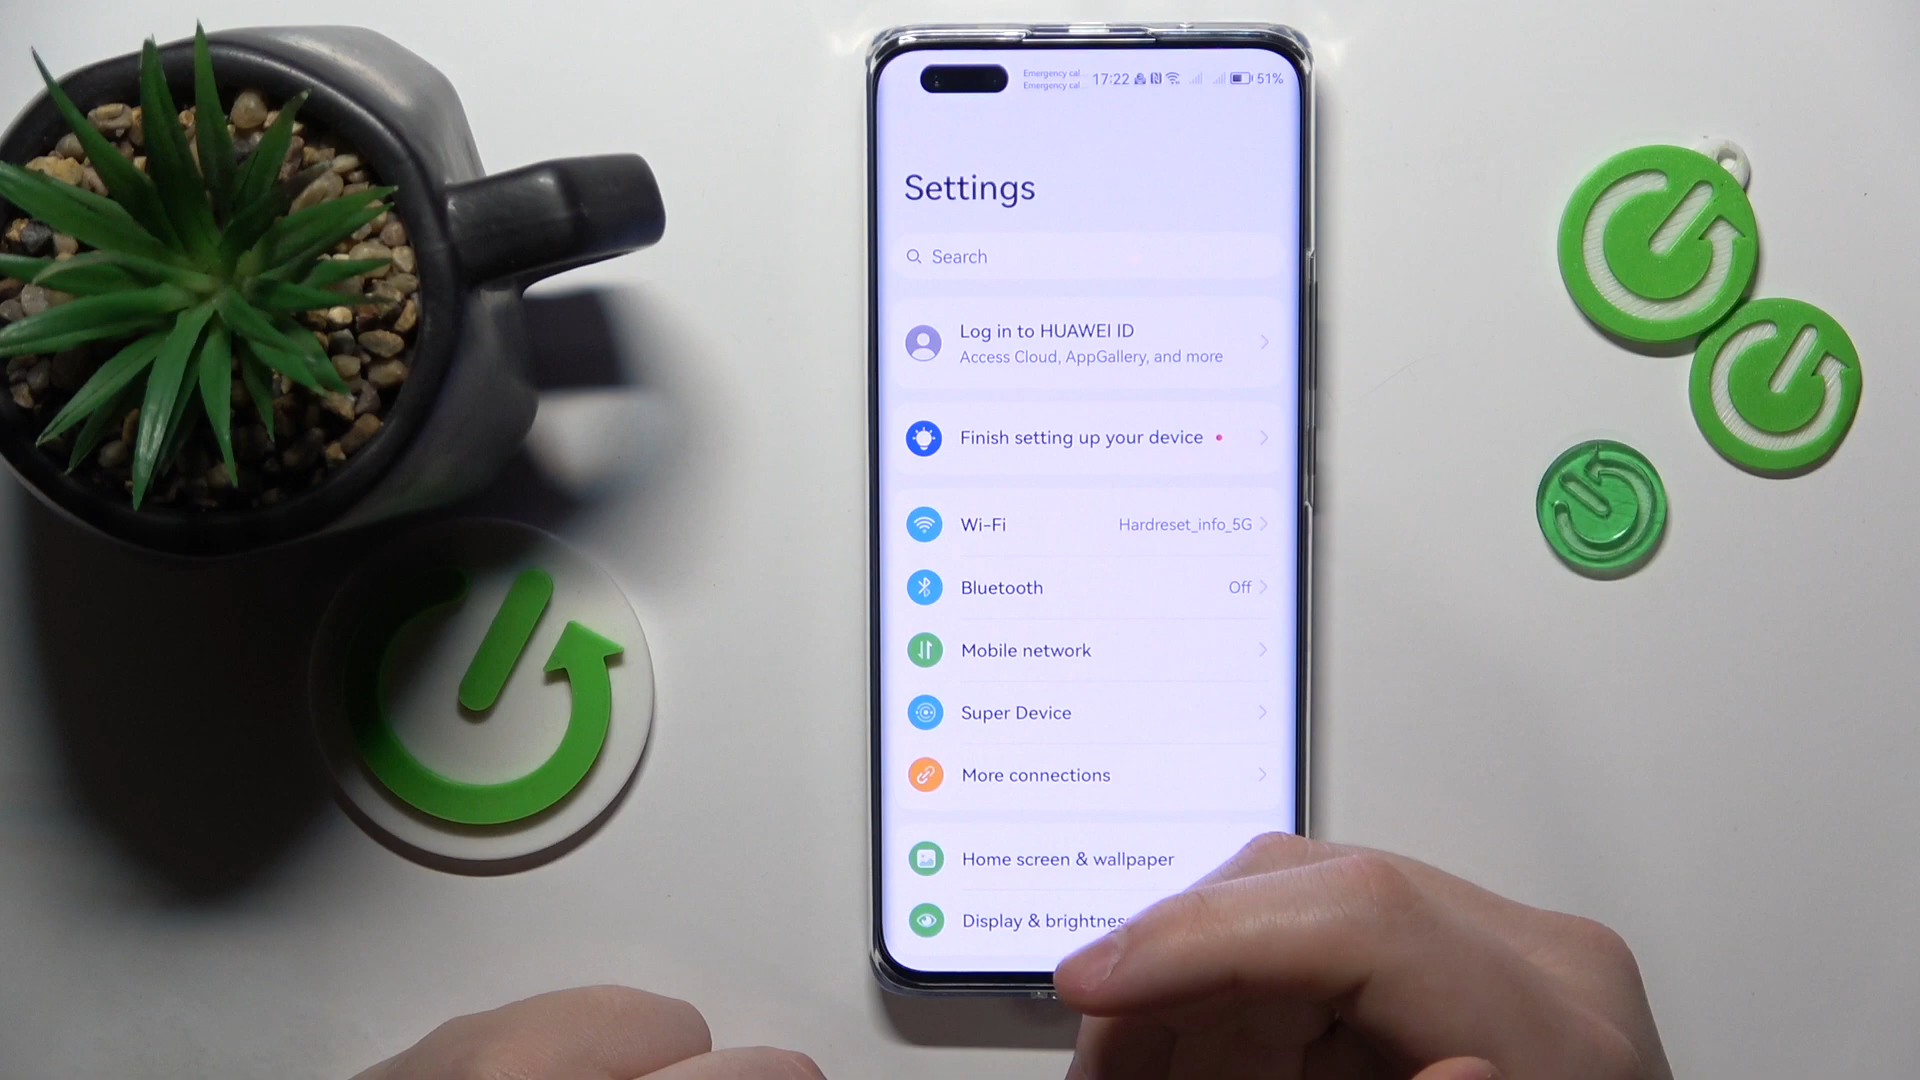 Emergency cal...
Emergency cal...
17:22
51%
Settings
Search
Log in to HUAWEI ID
Access Cloud, AppGallery, and more
Finish setting up your device
Wi-Fi Hardreset_info_5G
Bluetooth Off
Mobile network
Super Device
More connections
Home screen & wallpaper
Display & brightness